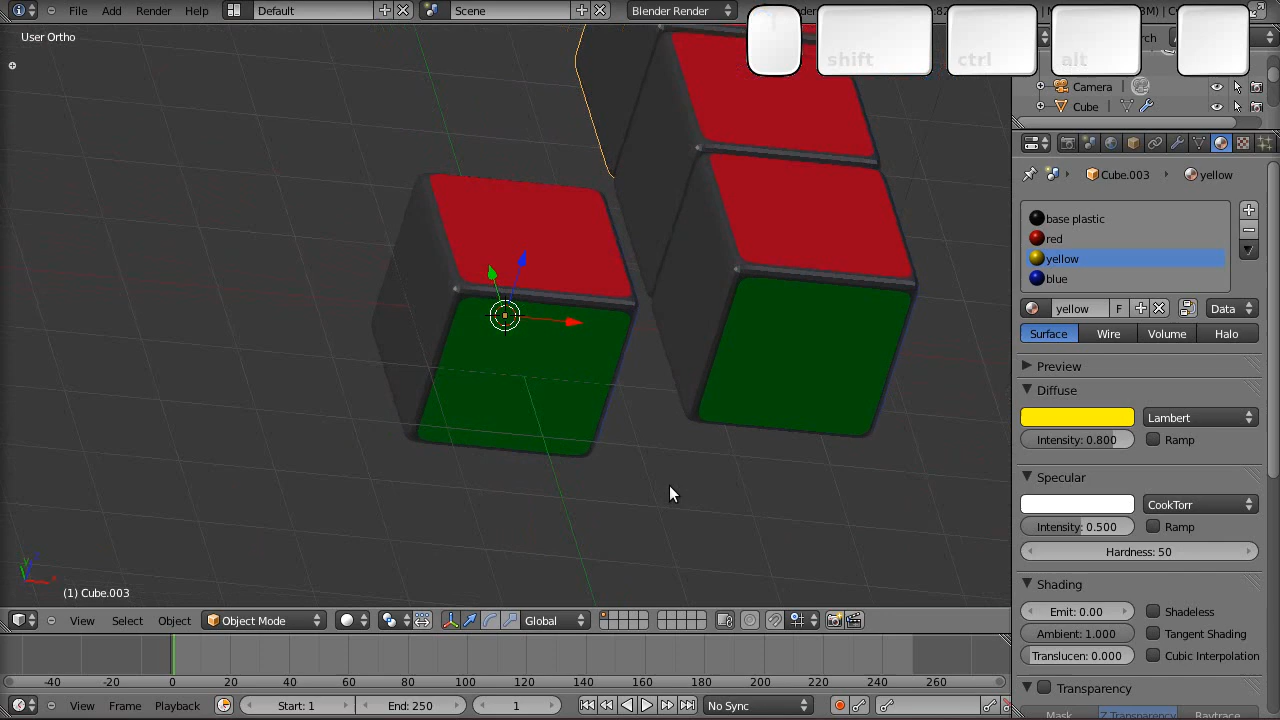 File Add Render Help Default Scene Blender Render
User Ortho
shift ctrl alt
Camera
Cube
Cube.003 yellow
base plastic
red
yellow
blue
yellow F Data
Surface Wire Volume Halo
Preview
Diffuse
Lambert
Intensity: 0.800 Ramp
Specular
CookTorr
Intensity: 0.500 Ramp
Hardness: 50
Shading
Emit: 0.00 Shadeless
Ambient: 1.000 Tangent Shading
Translucen: 0.000 Cubic Interpolation
Transparency
Mask Z Transparency Raytrace
(1) Cube.003
View Select Object Object Mode Global
-40 -20 0 20 40 60 80 100 120 140 160 180 200 220 240 260
View Frame Playback Start: 1 End: 250 1 No Sync